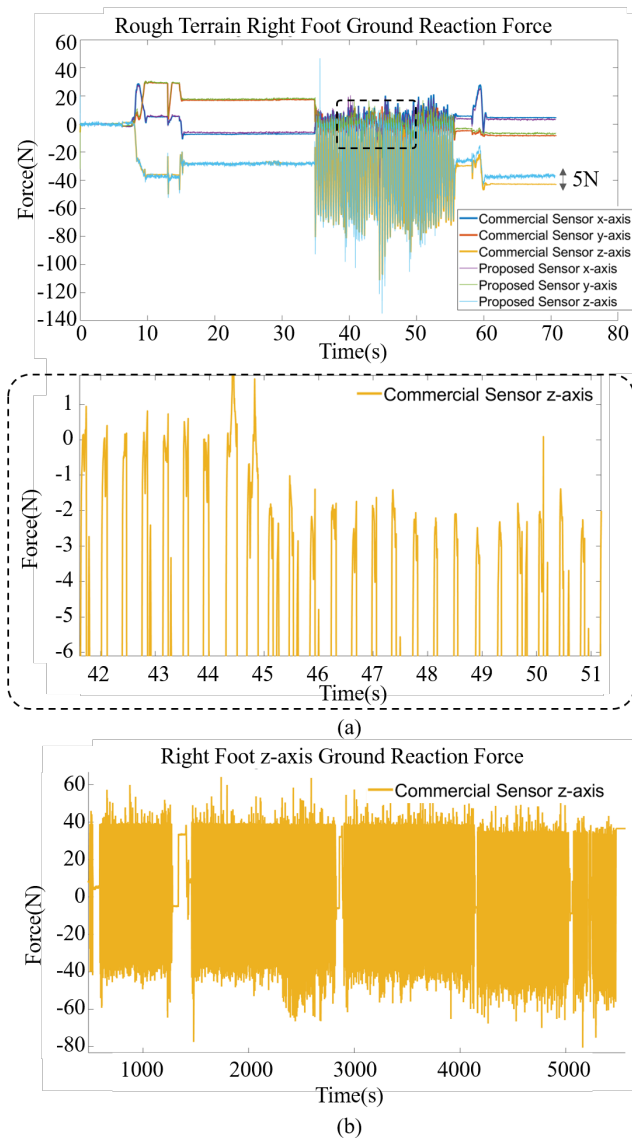 Rough Terrain Right Foot Ground Reaction Force
60
40
20
0
-20
-40
-60
-80
-100
-120
-140
Force(N)
5N
Commercial Sensor x-axis
Commercial Sensor y-axis
Commercial Sensor z-axis
Proposed Sensor x-axis
Proposed Sensor y-axis
Proposed Sensor z-axis
0 10 20 30 40 50 60 70 80
Time(s)
Commercial Sensor z-axis
1
0
-1
-2
-3
-4
-5
-6
Force(N)
42 43 44 45 46 47 48 49 50 51
Time(s)
(a)
Right Foot z-axis Ground Reaction Force
Commercial Sensor z-axis
60
40
20
0
-20
-40
-60
-80
Force(N)
1000 2000 3000 4000 5000
Time(s)
(b)